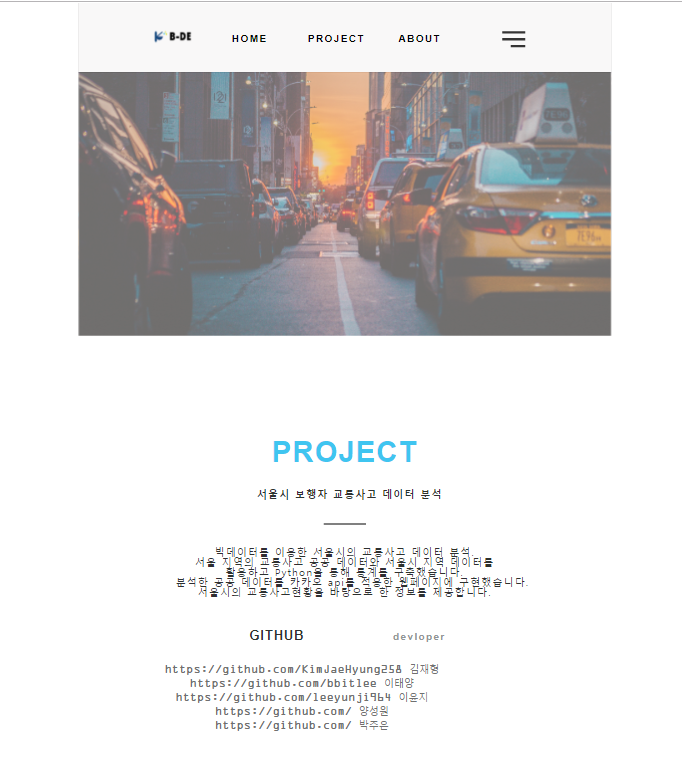 B-DE HOME PROJECT ABOUT
PROJECT
서울시 보행자 교통사고 데이터 분석
빅데이터를 이용한 서울시의 교통사고 데이터 분석.
서울 지역의 교통사고 공공 데이터와 서울시 지역 데이터를
활용하고 Python을 통해 통계를 구축했습니다.
분석한 공공 데이터를 카카오 api를 적용한 웹페이지에 구현했습니다.
서울시의 교통사고현황을 바탕으로 한 정보를 제공합니다.
GITHUB devloper
https://github.com/KimJaeHyung258 김재형
https://github.com/bbitlee 이태양
https://github.com/leeyunji964 이윤지
https://github.com/ 양성원
https://github.com/ 박주은